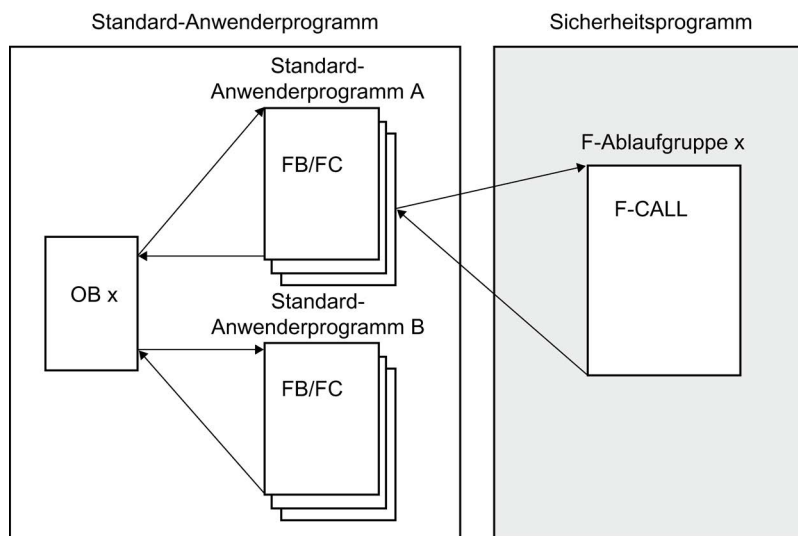 Standard-Anwenderprogramm
Sicherheitsprogramm
Standard-
Anwenderprogramm A
FB/FC
F-Ablaufgruppe x
F-CALL
OB x
Standard-
Anwenderprogramm B
FB/FC